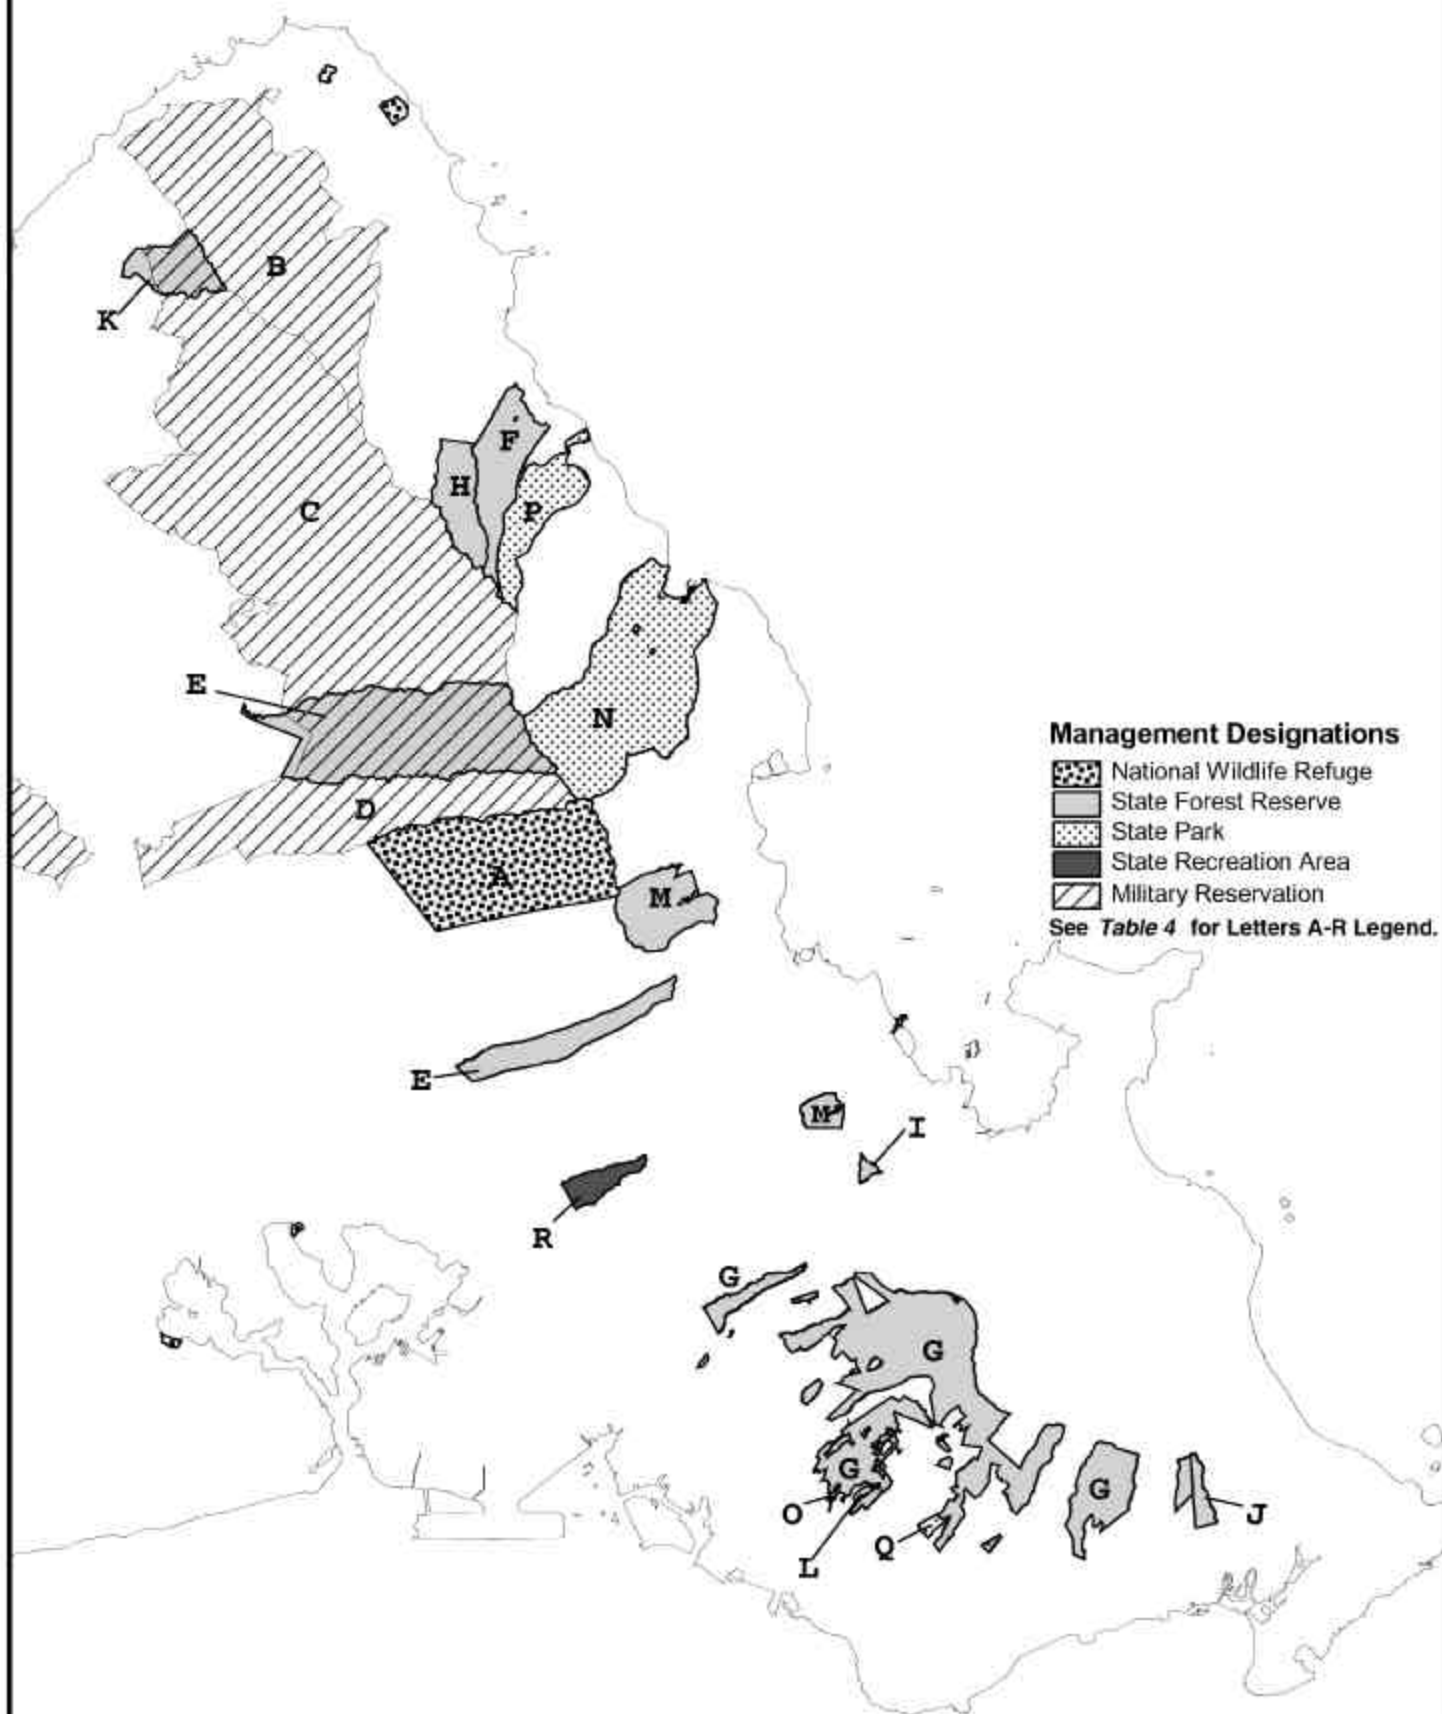 B
K
F
H
P
C
E
N
D
A
M
Management Designations
National Wildlife Refuge
State Forest Reserve
State Park
State Recreation Area
Military Reservation
See Table 4 for Letters A-R Legend.
E
M
I
R
G
G
G
G
O
J
Q
L